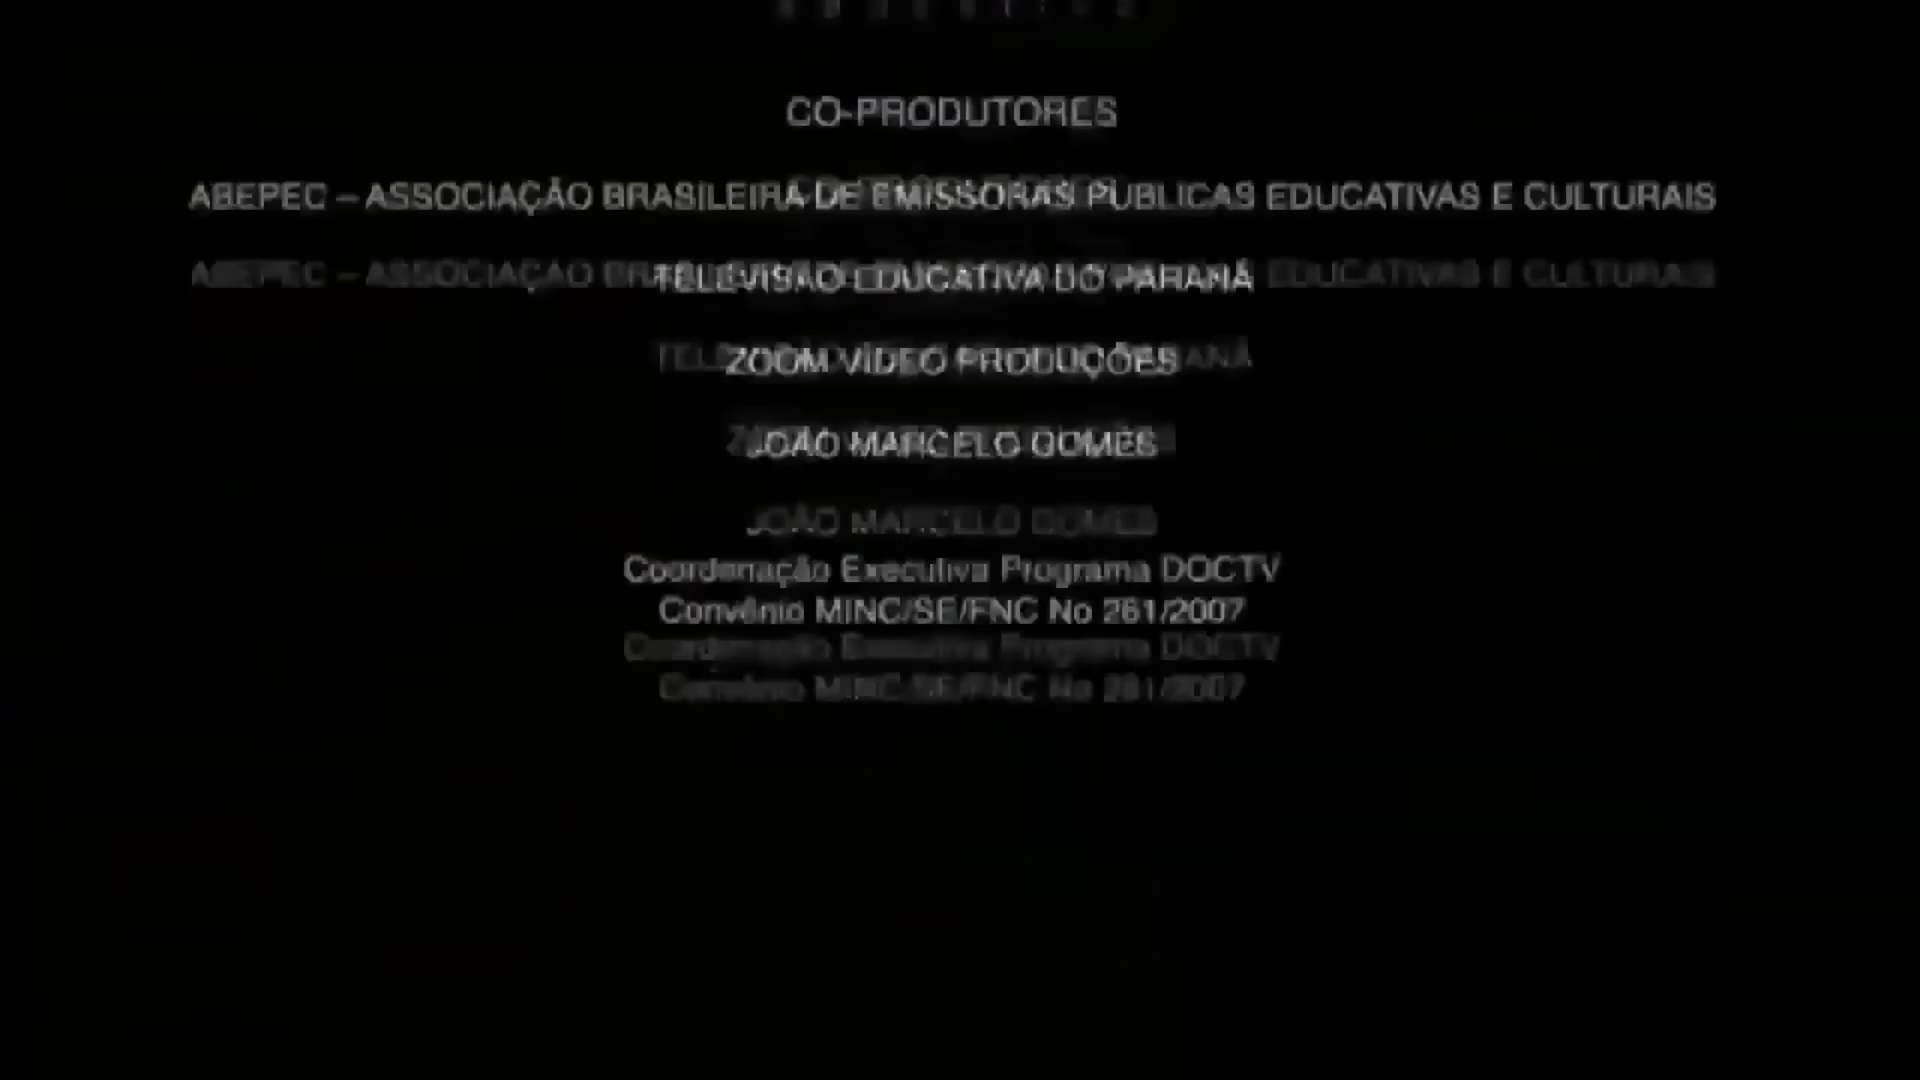 CO-PRODUTORES
ABEPEC – ASSOCIAÇÃO BRASILEIRA DE EMISSORAS PÚBLICAS EDUCATIVAS E CULTURAIS
TELEVISÃO EDUCATIVA DO PARANÁ
ZOOM VÍDEO PRODUÇÕES
JOÃO MARCELO GOMES
Coordenação Executiva Programa DOCTV
Convênio MINC/SE/FNC No 261/2007